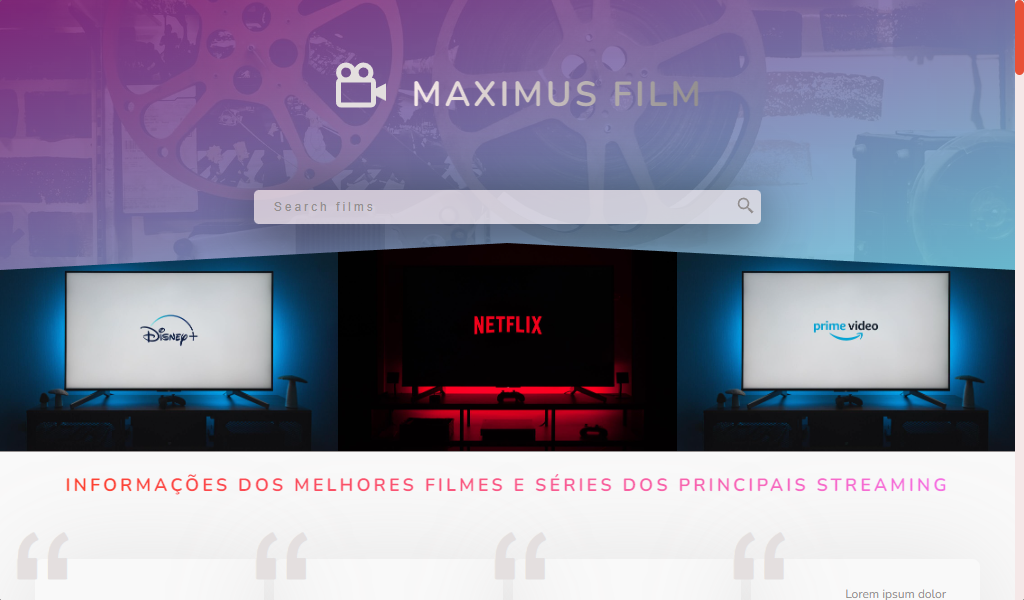 MAXIMUS FILM
Search films
Disney+
NETFLIX
prime video
INFORMAÇÕES DOS MELHORES FILMES E SÉRIES DOS PRINCIPAIS STREAMING
“ “ “ “
Lorem ipsum dolor